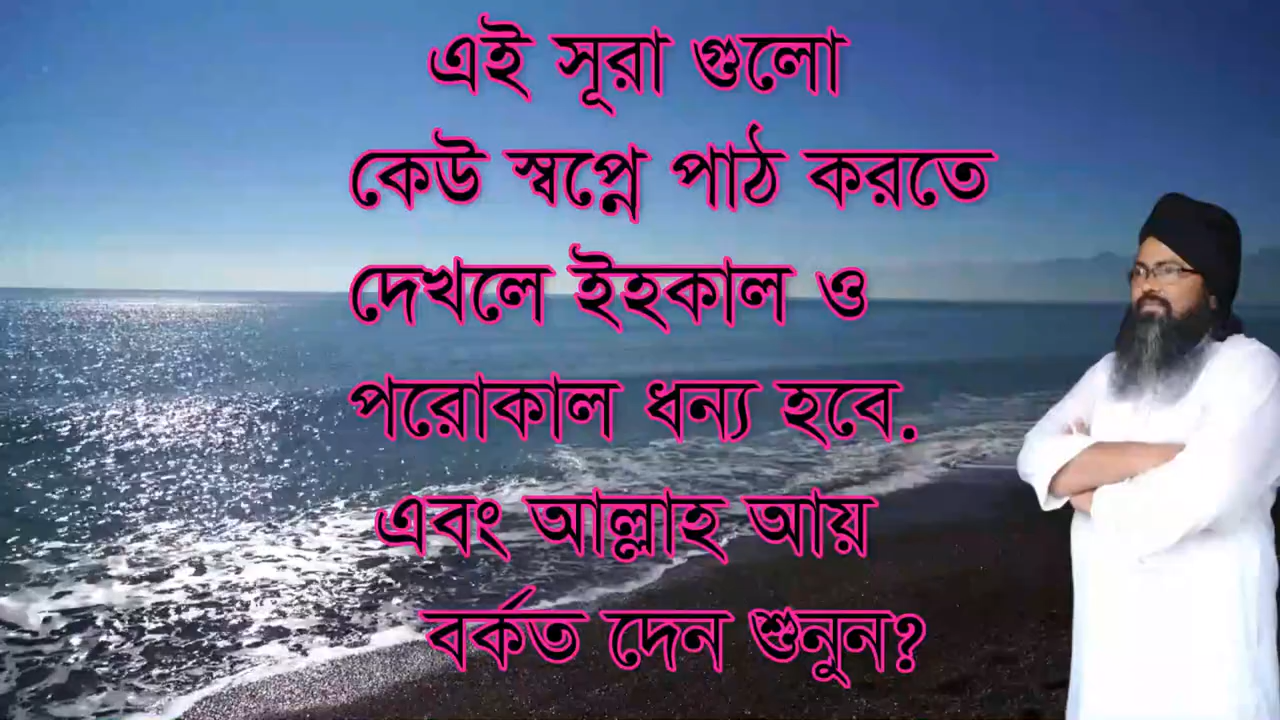 এই সূরা গুলো
কেউ স্বপ্নে পাঠ করতে
দেখলে ইহকাল ও
পরোকাল ধন্য হবে.
এবং আল্লাহ আয়
বর্কত দেন শুনুন?